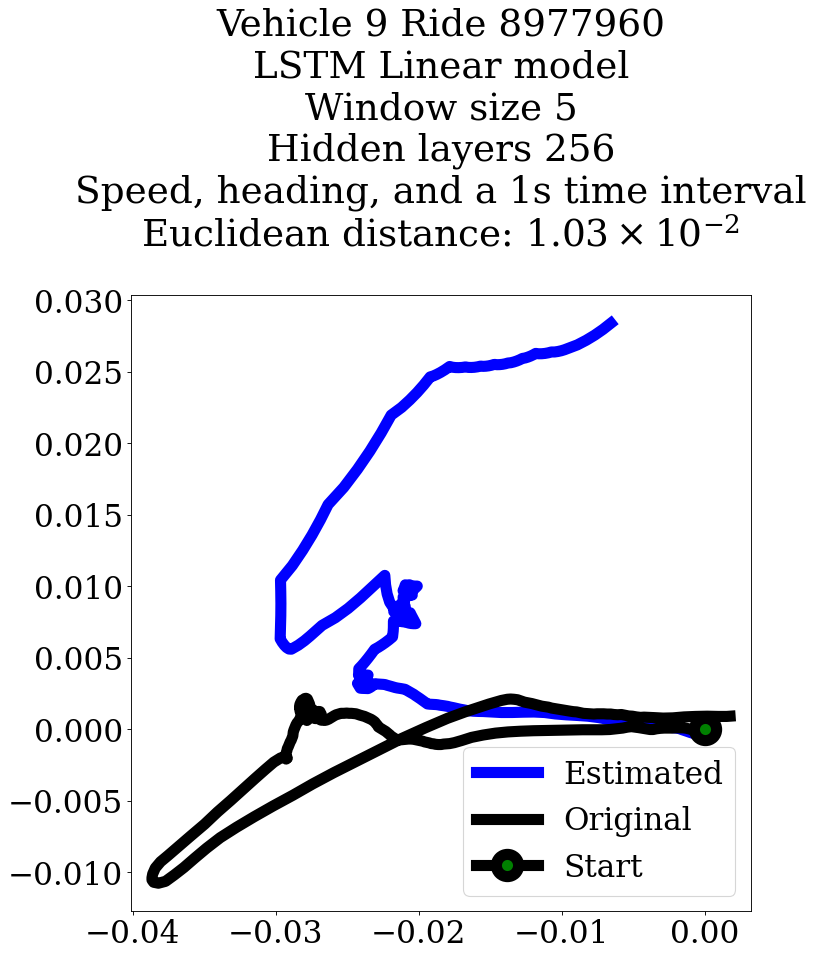 Vehicle 9 Ride 8977960
LSTM Linear model
Window size 5
Hidden layers 256
Speed, heading, and a 1s time interval
Euclidean distance: 1.03 × 10⁻²
0.030
0.025
0.020
0.015
0.010
0.005
0.000
−0.005
−0.010
Estimated
Original
Start
−0.04 −0.03 −0.02 −0.01 0.00